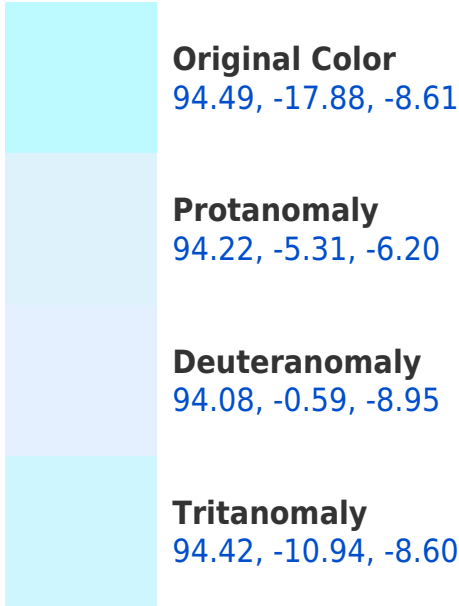 Original Color
94.49, -17.88, -8.61
Protanomaly
94.22, -5.31, -6.20
Deuteranomaly
94.08, -0.59, -8.95
Tritanomaly
94.42, -10.94, -8.60